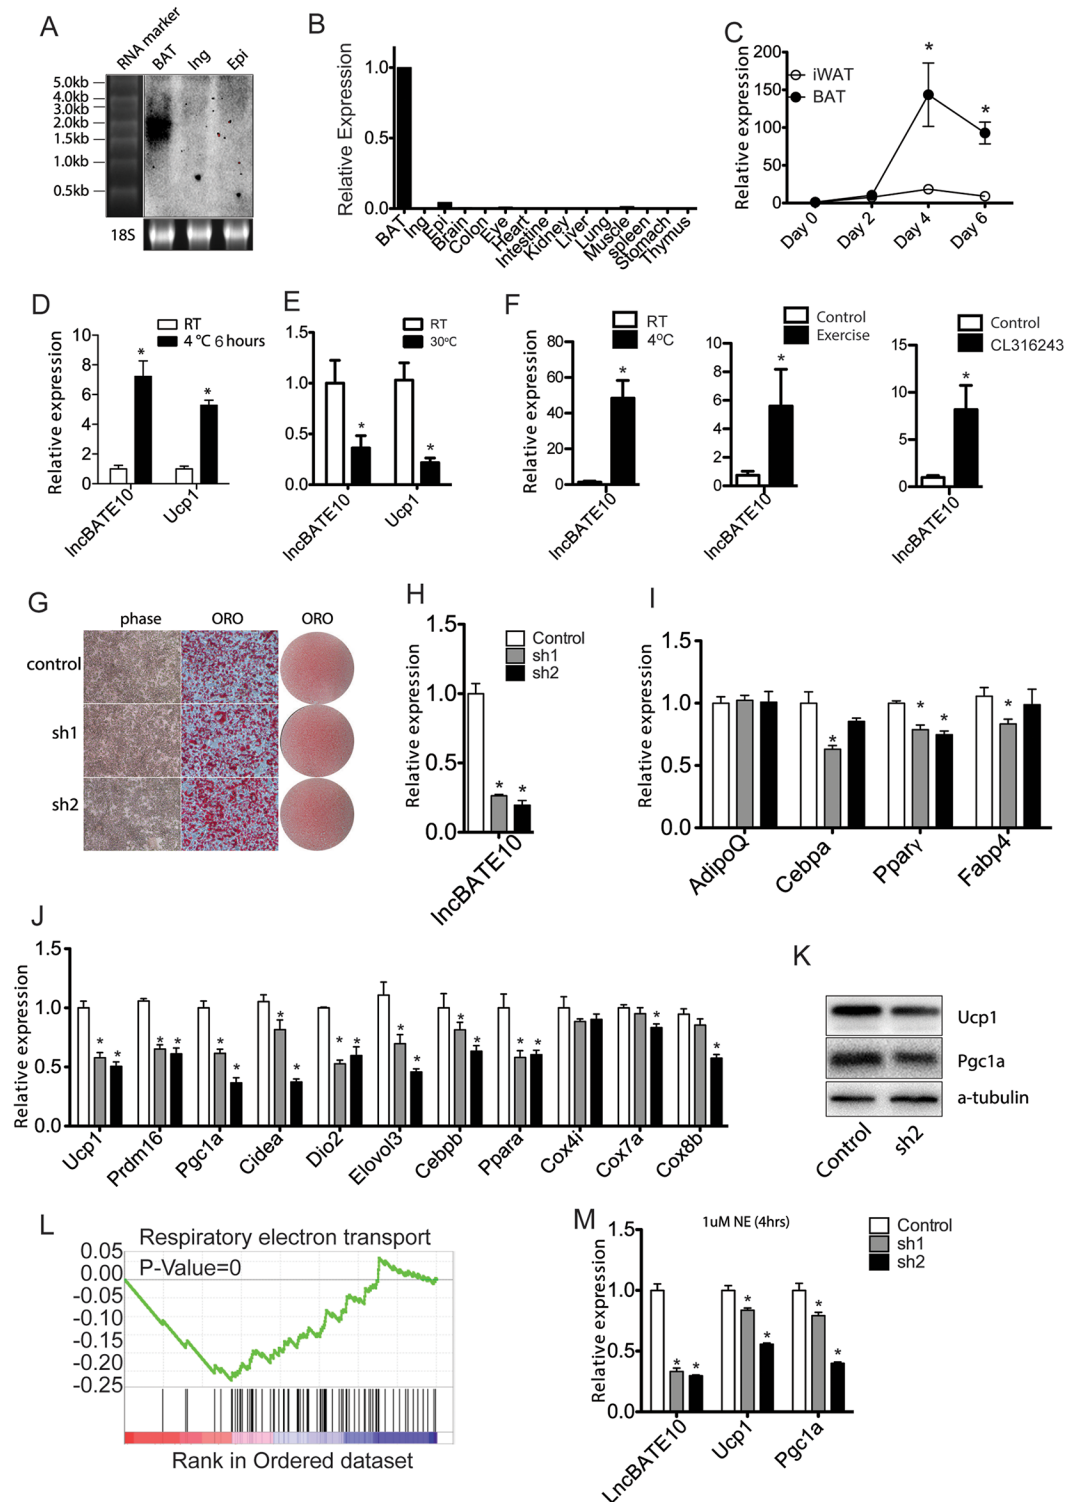 A
RNA marker
BAT
Ing
Epi
5.0kb
4.0kb
3.0kb
2.0kb
1.5kb
1.0kb
0.5kb
18S
B
Relative Expression
1.0
0.5
0.0
BAT
Ing
Epi
Brain
Colon
Eye
Heart
Intestine
Kidney
Liver
Lung
Muscle
spleen
Stomach
Thymus
C
Relative expression
200
150
100
50
0
iWAT
BAT
*
*
Day 0
Day 2
Day 4
Day 6
D
RT
4 °C 6 hours
Relative expression
10
8
6
4
2
0
*
*
lncBATE10
Ucp1
E
RT
30ºC
Relative expression
1.5
1.0
0.5
0.0
*
*
lncBATE10
Ucp1
F
RT
4ºC
Relative expression
80
60
40
20
0
*
lncBATE10
Control
Exercise
10
8
6
4
2
0
*
lncBATE10
Control
CL316243
15
10
5
0
*
lncBATE10
G
phase
ORO
ORO
control
sh1
sh2
H
Control
sh1
sh2
Relative expression
1.5
1.0
0.5
0.0
*
*
lncBATE10
I
Relative expression
1.5
1.0
0.5
0.0
*
*
*
*
AdipoQ
Cebpa
Pparγ
Fabp4
J
Relative expression
1.5
1.0
0.5
0.0
* *
* *
* *
* *
* *
* *
* *
* *
*
*
Ucp1
Prdm16
Pgc1a
Cidea
Dio2
Elovol3
Cebpb
Ppara
Cox4i
Cox7a
Cox8b
K
Ucp1
Pgc1a
a-tubulin
Control
sh2
L
Respiratory electron transport
P-Value=0
0.05
0.00
-0.05
-0.10
-0.15
-0.20
-0.25
Rank in Ordered dataset
M
1uM NE (4hrs)
Control
sh1
sh2
Relative expression
1.5
1.0
0.5
0.0
* *
* *
* *
LncBATE10
Ucp1
Pgc1a